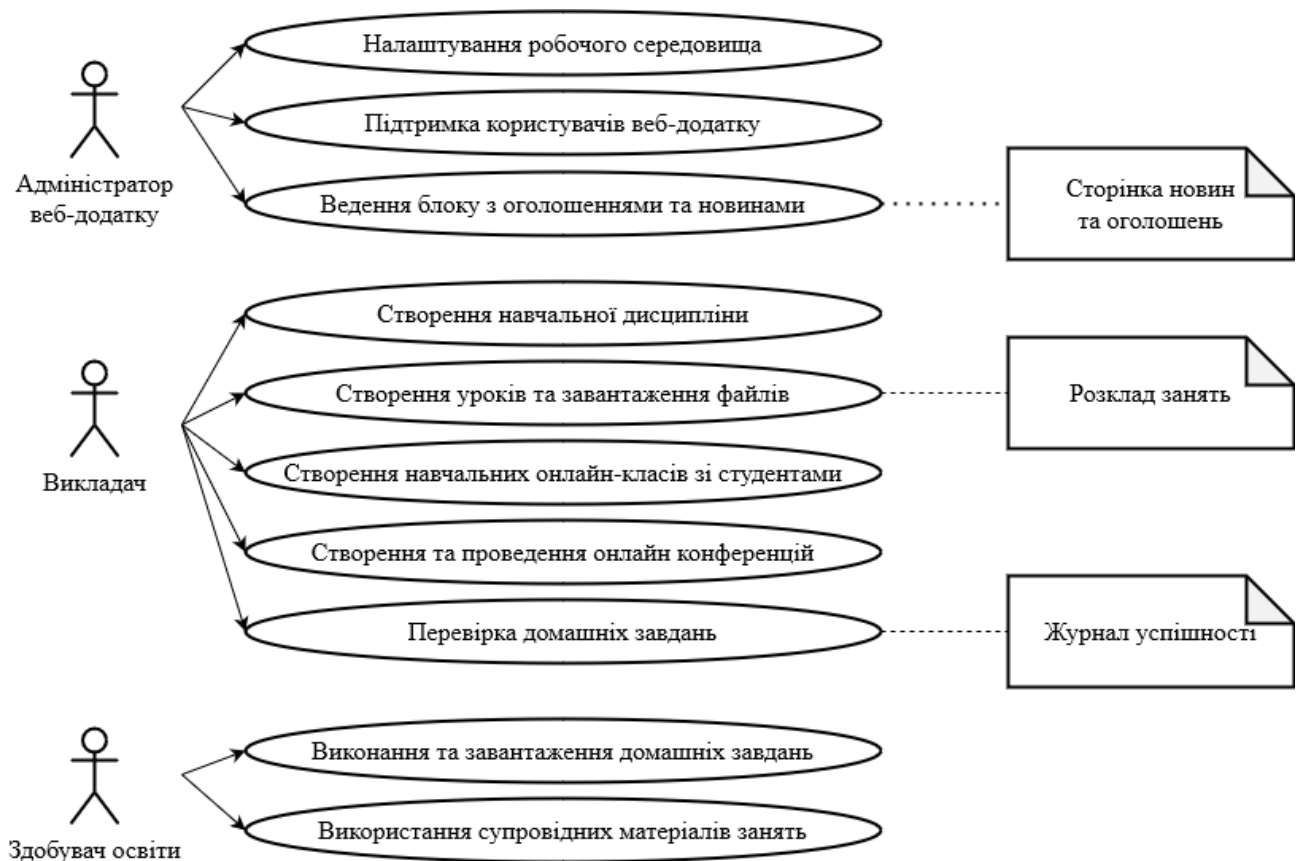 Налаштування робочого середовища
Підтримка користувачів веб-додатку
Адміністратор
веб-додатку
Ведення блоку з оголошеннями та новинами
Сторінка новин
та оголошень
Створення навчальної дисципліни
Створення уроків та завантаження файлів
Розклад занять
Викладач
Створення навчальних онлайн-класів зі студентами
Створення та проведення онлайн конференцій
Перевірка домашніх завдань
Журнал успішності
Виконання та завантаження домашніх завдань
Використання супровідних матеріалів занять
Здобувач освіти